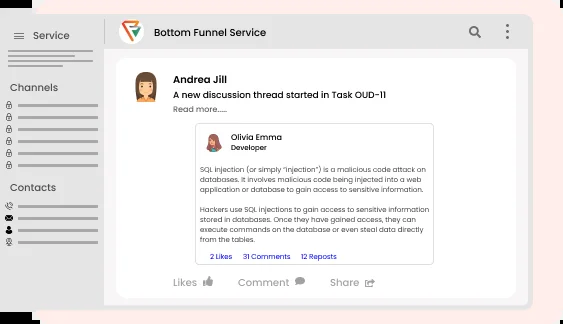 Service
Bottom Funnel Service
Channels
Contacts
Andrea Jill
A new discussion thread started in Task OUD-11
Read more.....
Olivia Emma
Developer
SQL injection (or simply “injection”) is a malicious code attack on
databases. It involves malicious code being injected into a web
application or database to gain access to sensitive information.
Hackers use SQL injections to gain access to sensitive information
stored in databases. Once they have gained access, they can
execute commands on the database or even steal data directly
from the tables.
2 Likes 31 Comments 12 Reposts
Likes Comment Share